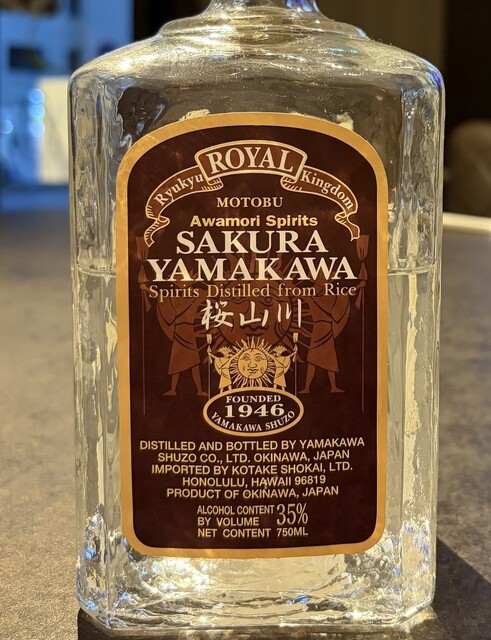 Ryukyu ROYAL Kingdom
MOTOBU
Awamori Spirits
SAKURA
YAMAKAWA
Spirits Distilled from Rice
桜山川
FOUNDED
1946
YAMAKAWA SHUZO
DISTILLED AND BOTTLED BY YAMAKAWA
SHUZO CO., LTD. OKINAWA, JAPAN
IMPORTED BY KOTAKE SHOKAI, LTD.
HONOLULU, HAWAII 96819
PRODUCT OF OKINAWA, JAPAN
ALCOHOL CONTENT
BY VOLUME 35%
NET CONTENT 750ML